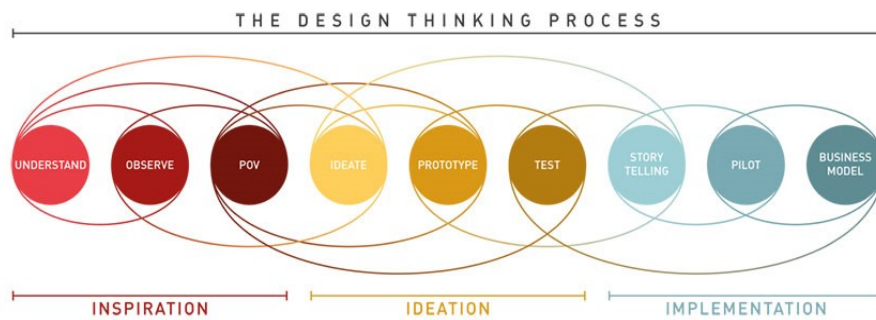 THE DESIGN THINKING PROCESS
UNDERSTAND
OBSERVE
POV
IDEATE
PROTOTYPE
TEST
STORY
TELLING
PILOT
BUSINESS
MODEL
INSPIRATION
IDEATION
IMPLEMENTATION